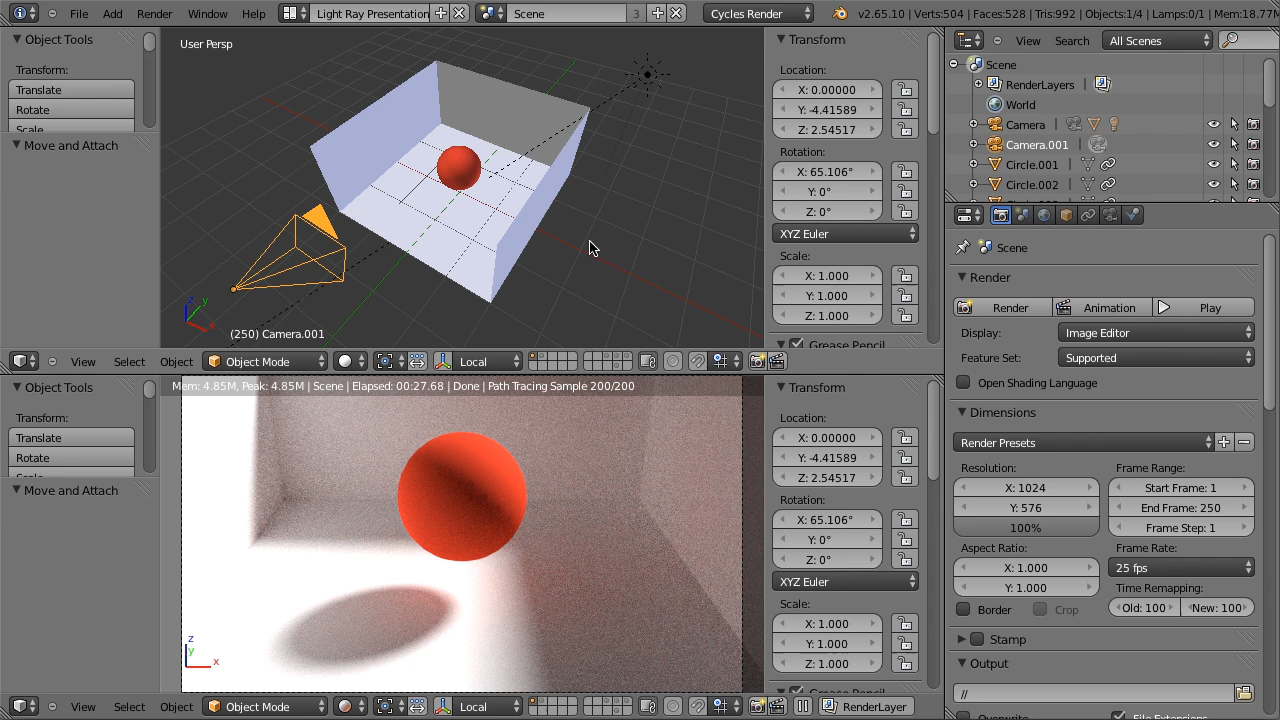 File Add Render Window Help Light Ray Presentation Scene 3 Cycles Render v2.65.10 | Verts:504 | Faces:528 | Tris:992 | Objects:1/4 | Lamps:0/1 | Mem:18.77M
Object Tools
Transform:
Translate
Rotate
Scale
Move and Attach
User Persp
z
y
x
(250) Camera.001
Transform
Location:
X: 0.00000
Y: -4.41589
Z: 2.54517
Rotation:
X: 65.106°
Y: 0°
Z: 0°
XYZ Euler
Scale:
X: 1.000
Y: 1.000
Z: 1.000
Grease Pencil
View Select Object Object Mode Local
Object Tools
Transform:
Translate
Rotate
Move and Attach
Mem: 4.85M, Peak: 4.85M | Scene | Elapsed: 00:27.68 | Done | Path Tracing Sample 200/200
z
y
x
Transform
Location:
X: 0.00000
Y: -4.41589
Z: 2.54517
Rotation:
X: 65.106°
Y: 0°
Z: 0°
XYZ Euler
Scale:
X: 1.000
Y: 1.000
Z: 1.000
Grease Pencil
View Select Object Object Mode Local RenderLayer
View Search All Scenes
Scene
RenderLayers
World
Camera
Camera.001
Circle.001
Circle.002
Scene
Render
Render Animation Play
Display: Image Editor
Feature Set: Supported
Open Shading Language
Dimensions
Render Presets
Resolution: Frame Range:
X: 1024 Start Frame: 1
Y: 576 End Frame: 250
100% Frame Step: 1
Aspect Ratio: Frame Rate:
X: 1.000 25 fps
Y: 1.000 Time Remapping:
Border Crop Old: 100 New: 100
Stamp
Output
//
Overwrite File Extensions